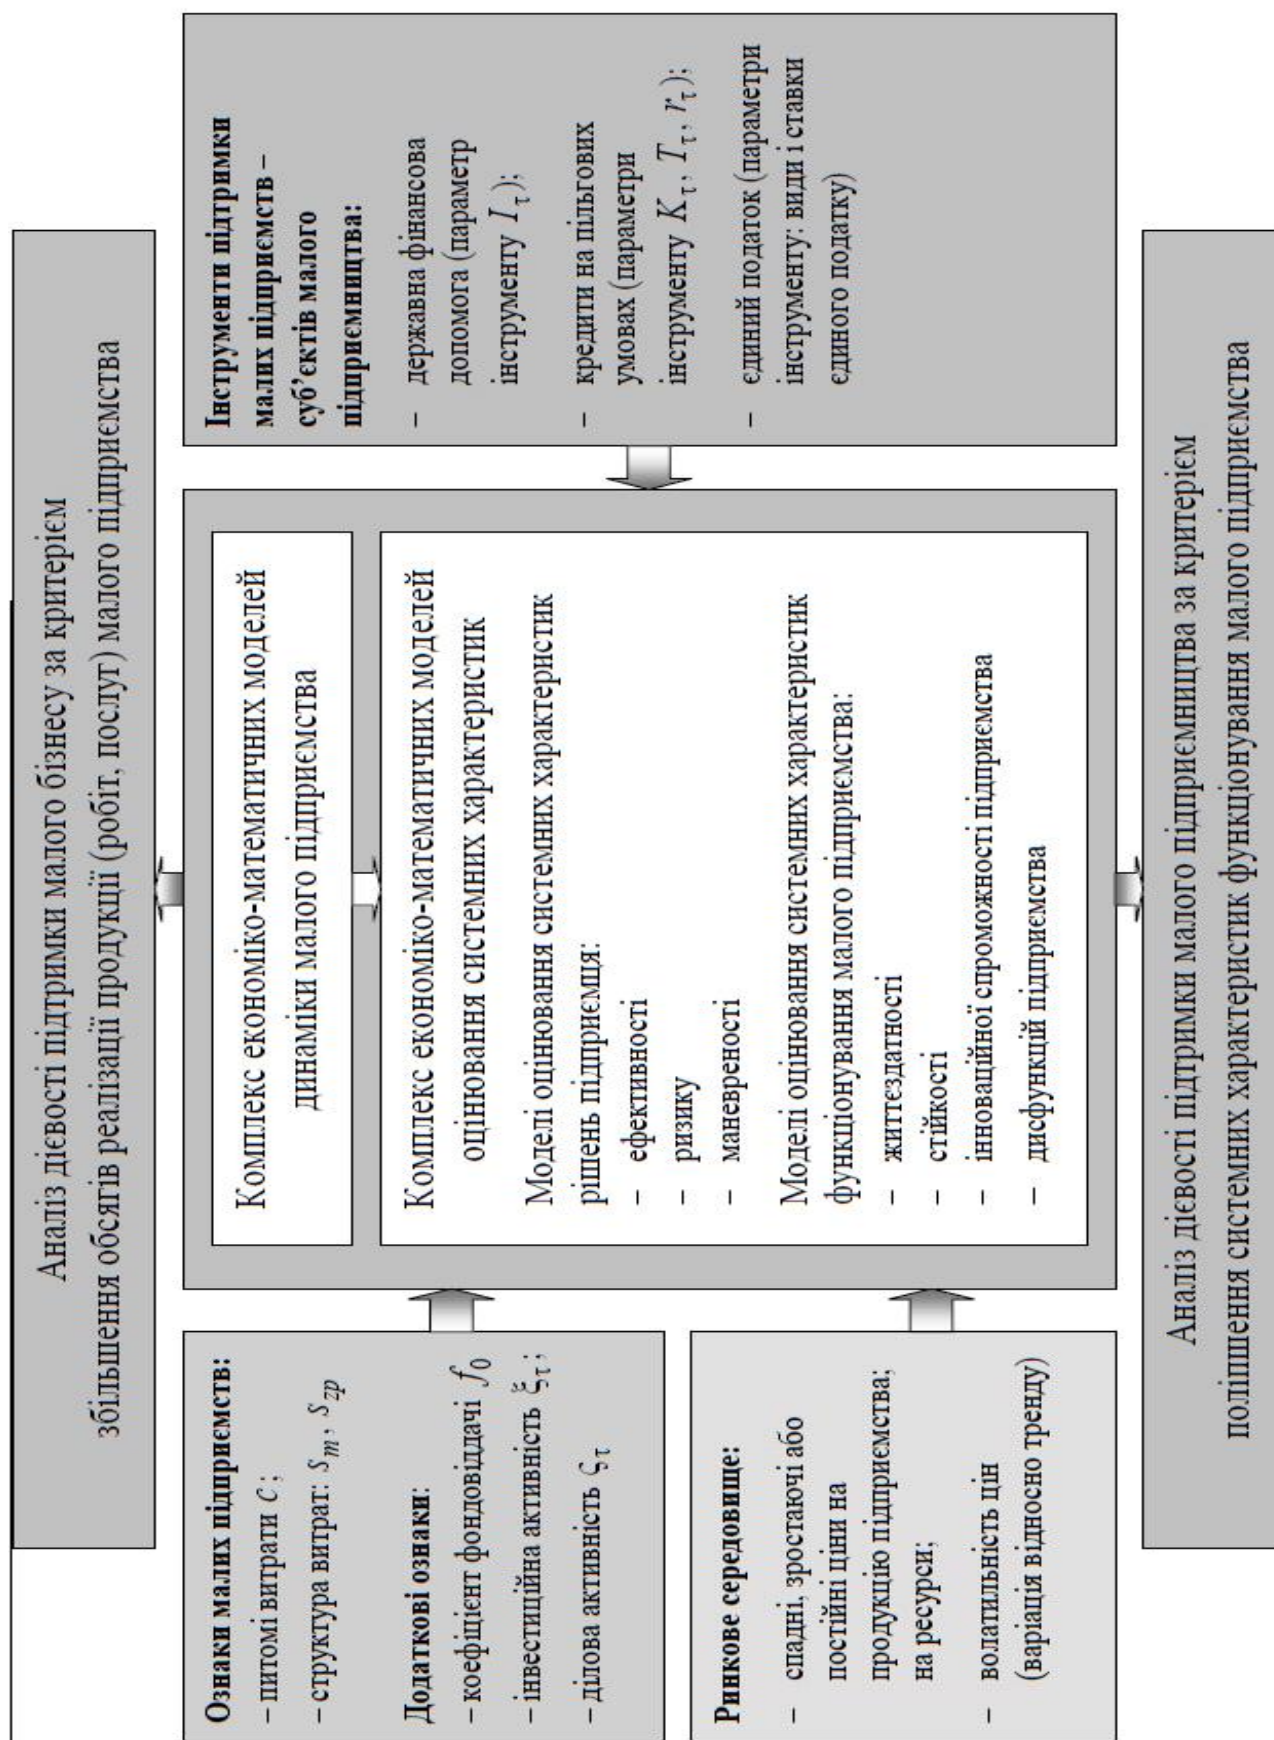 Аналіз дієвості підтримки малого бізнесу за критерієм
збільшення обсягів реалізації продукції (робіт, послуг) малого підприємства
Ознаки малих підприємств:
– питомі витрати c ;
– структура витрат: s_m , s_zp
Додаткові ознаки:
– коефіцієнт фондовіддачі f_0
– інвестиційна активність ξ_τ ;
– ділова активність ς_τ
Ринкове середовище:
– спадні, зростаючі або
постійні ціни на
продукцію підприємства;
на ресурси;
– волатильність цін
(варіація відносно тренду)
Комплекс економіко-математичних моделей
динаміки малого підприємства
Комплекс економіко-математичних моделей
оцінювання системних характеристик
Моделі оцінювання системних характеристик
рішень підприємця:
– ефективності
– ризику
– маневреності
Моделі оцінювання системних характеристик
функціонування малого підприємства:
– життєздатності
– стійкості
– інноваційної спроможності підприємства
– дисфункцій підприємства
Інструменти підтримки
малих підприємств –
суб’єктів малого
підприємництва:
– державна фінансова
допомога (параметр
інструменту I_τ);
– кредити на пільгових
умовах (параметри
інструменту K_τ, T_τ, r_τ);
– єдиний податок (параметри
інструменту: види і ставки
єдиного податку)
Аналіз дієвості підтримки малого підприємництва за критерієм
поліпшення системних характеристик функціонування малого підприємства